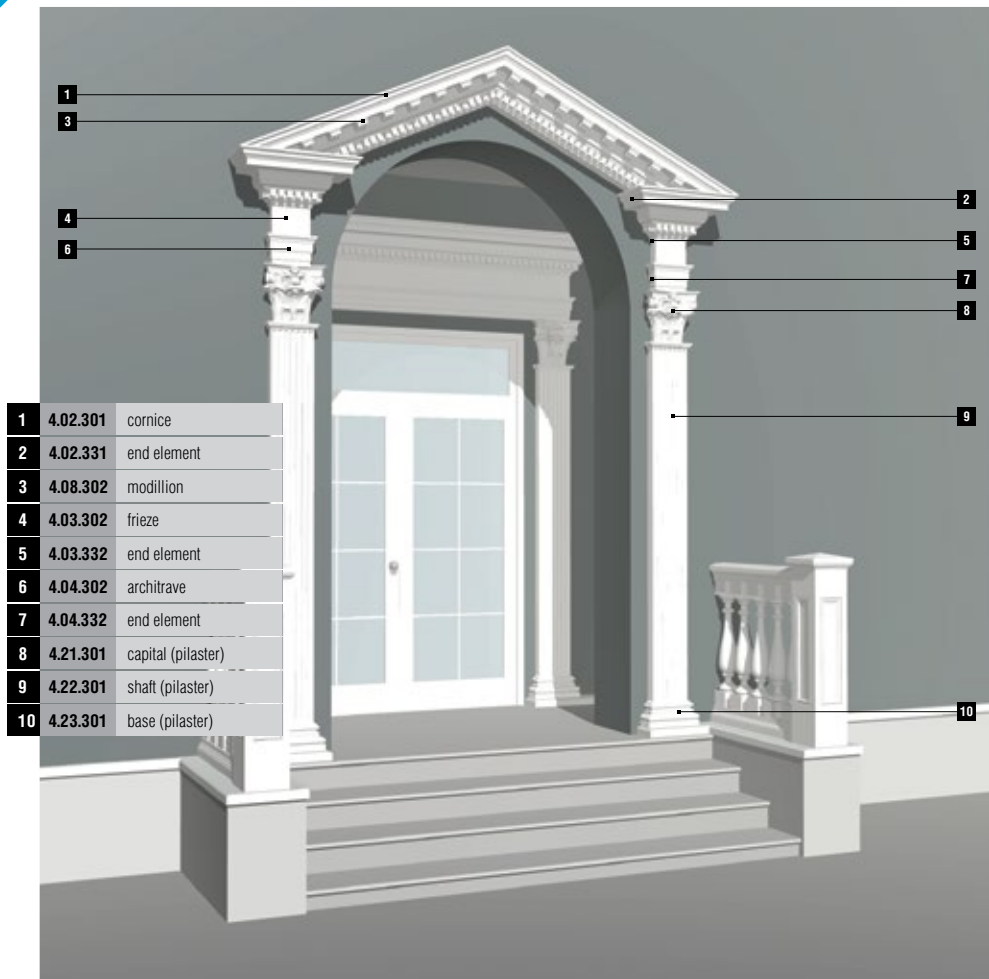 1
3
2
4
5
6
7
8
1 4.02.301 cornice
9
2 4.02.331 end element
3 4.08.302 modillion
4 4.03.302 frieze
5 4.03.332 end element
6 4.04.302 architrave
7 4.04.332 end element
8 4.21.301 capital (pilaster)
9 4.22.301 shaft (pilaster)
10 4.23.301 base (pilaster)
10